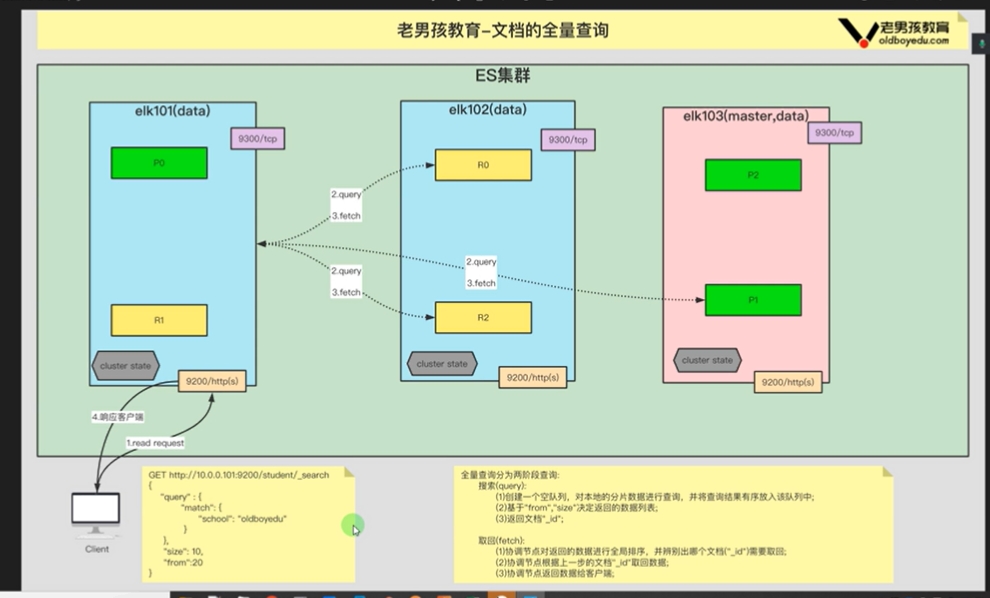 老男孩教育-文档的全量查询
老男孩教育
oldboyedu.com
ES集群
elk101(data)
9300/tcp
P0
R1
cluster state
9200/http(s)
elk102(data)
9300/tcp
R0
R2
cluster state
9200/http(s)
elk103(master,data)
9300/tcp
P2
P1
cluster state
9200/http(s)
2.query
3.fetch
2.query
3.fetch
2.query
3.fetch
4.响应客户端
1.read request
Client
GET http://10.0.0.101:9200/student/_search
{
"query" : {
"match": {
"school": "oldboyedu"
}
},
"size": 10,
"from":20
}
全量查询分为两阶段查询:
搜索(query):
(1)创建一个空队列，对本地的分片数据进行查询，并将查询结果有序放入该队列中;
(2)基于"from","size"决定返回的数据列表;
(3)返回文档"_id";
取回(fetch):
(1)协调节点对返回的数据进行全局排序，并辨别出哪个文档("_id")需要取回;
(2)协调节点根据上一步的文档"_id"取回数据;
(3)协调节点返回数据给客户端;